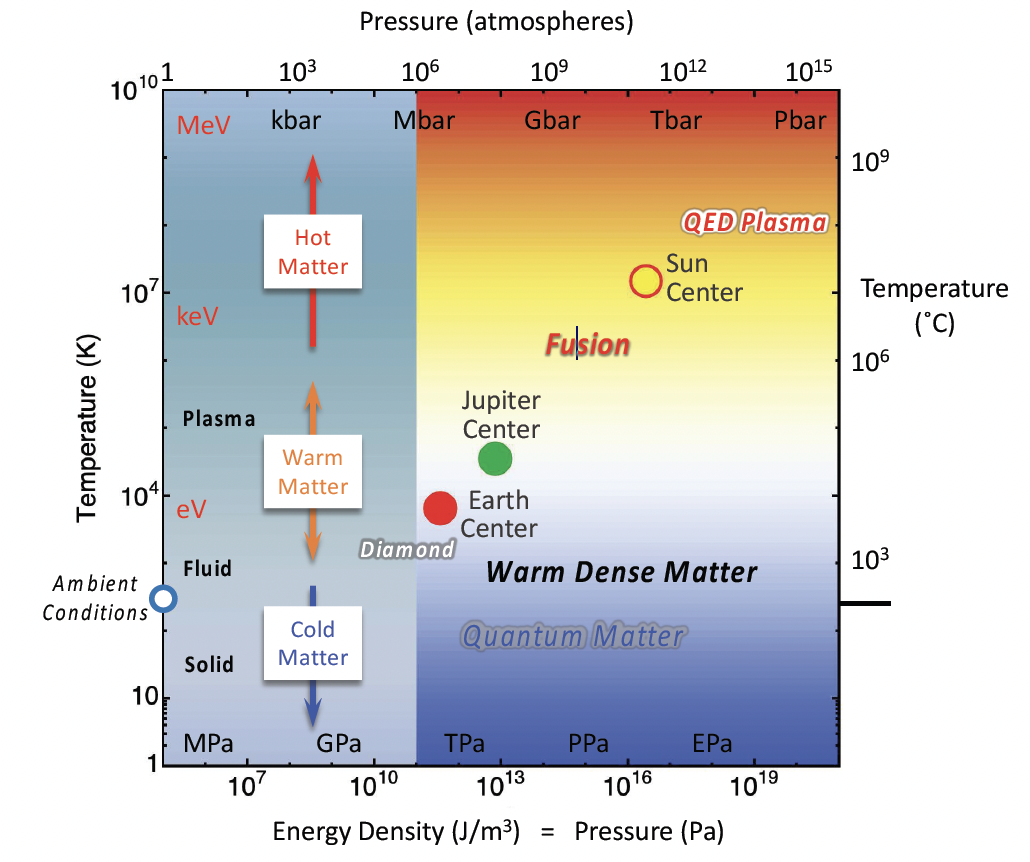 Pressure (atmospheres)
1 10³ 10⁶ 10⁹ 10¹² 10¹⁵
10¹⁰
MeV kbar Mbar Gbar Tbar Pbar
10⁹
QED Plasma
Hot
Matter
Sun
Center
10⁷
Temperature
(˚C)
keV
Fusion
10⁶
Temperature (K)
Jupiter
Center
Plasma
Warm
Matter
10⁴
eV
Earth
Center
Diamond
Fluid
Warm Dense Matter
10³
Ambient
Conditions
Cold
Matter
Quantum Matter
Solid
10
MPa GPa TPa PPa EPa
1
10⁷ 10¹⁰ 10¹³ 10¹⁶ 10¹⁹
Energy Density (J/m³) = Pressure (Pa)